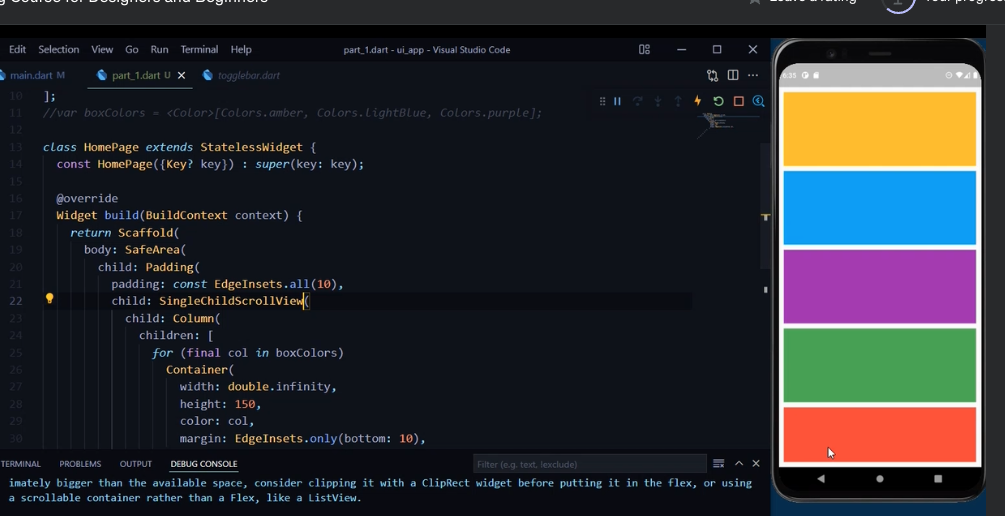 g Course for Designers and Beginners
Leave a rating
Your progress
Edit Selection View Go Run Terminal Help
part_1.dart - ui_app - Visual Studio Code
main.dart M
part_1.dart U
togglebar.dart
10 ];
11 //var boxColors = <Color>[Colors.amber, Colors.lightBlue, Colors.purple];
12
13 class HomePage extends StatelessWidget {
14 const HomePage({Key? key}) : super(key: key);
15
16 @override
17 Widget build(BuildContext context) {
18 return Scaffold(
19 body: SafeArea(
20 child: Padding(
21 padding: const EdgeInsets.all(10),
22 child: SingleChildScrollView(
23 child: Column(
24 children: [
25 for (final col in boxColors)
26 Container(
27 width: double.infinity,
28 height: 150,
29 color: col,
30 margin: EdgeInsets.only(bottom: 10),
TERMINAL PROBLEMS OUTPUT DEBUG CONSOLE
Filter (e.g. text, !exclude)
imately bigger than the available space, consider clipping it with a ClipRect widget before putting it in the flex, or using
a scrollable container rather than a Flex, like a ListView.